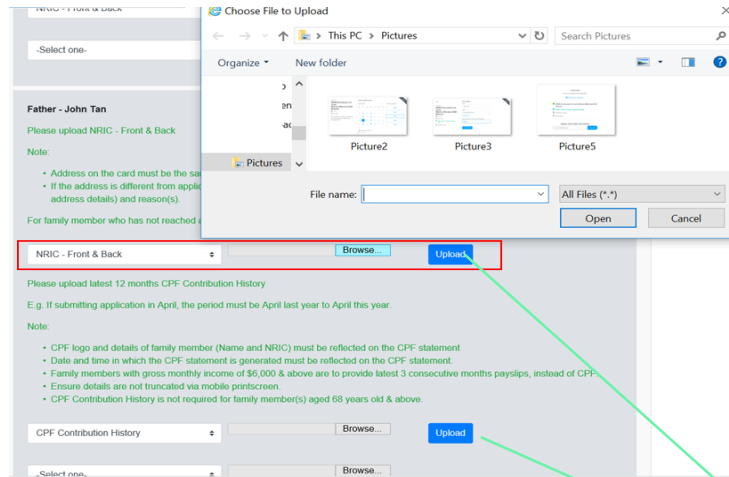 NRIC - Front & Back
Choose File to Upload
This PC > Pictures
Search Pictures
Organize
New folder
-Select one-
Pictures
Picture2
Picture3
Picture5
File name:
All Files (*.*)
Open
Cancel
Father - John Tan
Please upload NRIC - Front & Back
Note:
Address on the card must be the
If the address is different from
address details) and reason(s).
For family member who has not reached
NRIC - Front & Back
Browse...
Upload
Please upload latest 12 months CPF Contribution History
E.g. If submitting application in April, the period must be April last year to April this year.
Note:
CPF logo and details of family member (Name and NRIC) must be reflected on the CPF statement
Date and time in which the CPF statement is generated must be reflected on the CPF statement.
Family members with gross monthly income of $6,000 & above are to provide latest 3 consecutive months payslips, instead of CPF.
Ensure details are not truncated via mobile printscreen.
CPF Contribution History is not required for family member(s) aged 68 years old & above.
CPF Contribution History
Browse...
Upload
-Select one-
Browse...